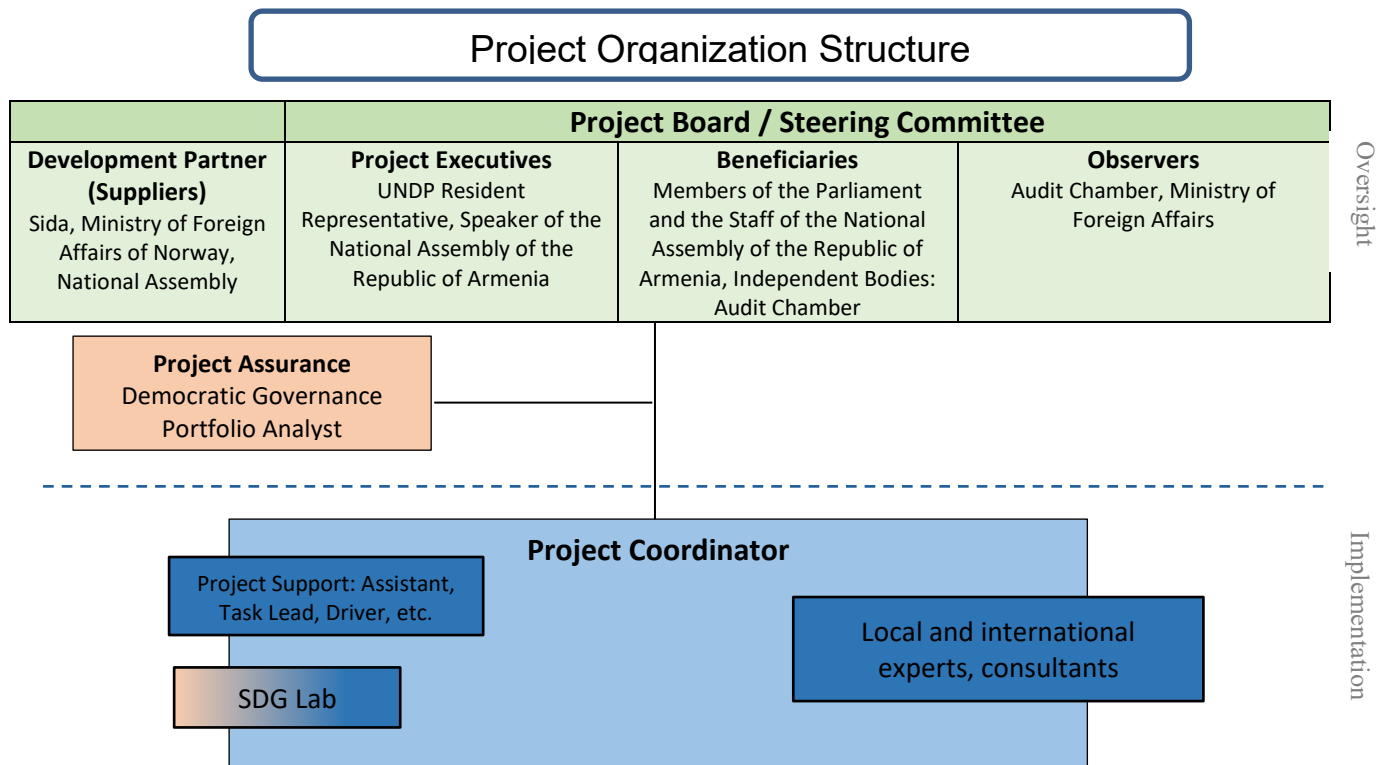 Project Organization Structure
Project Board / Steering Committee
Development Partner
(Suppliers)
Sida, Ministry of Foreign
Affairs of Norway,
National Assembly
Project Executives
UNDP Resident
Representative, Speaker of the
National Assembly of the
Republic of Armenia
Beneficiaries
Members of the Parliament
and the Staff of the National
Assembly of the Republic of
Armenia, Independent Bodies:
Audit Chamber
Observers
Audit Chamber, Ministry of
Foreign Affairs
Oversight
Project Assurance
Democratic Governance
Portfolio Analyst
Project Coordinator
Project Support: Assistant,
Task Lead, Driver, etc.
SDG Lab
Local and international
experts, consultants
Implementation